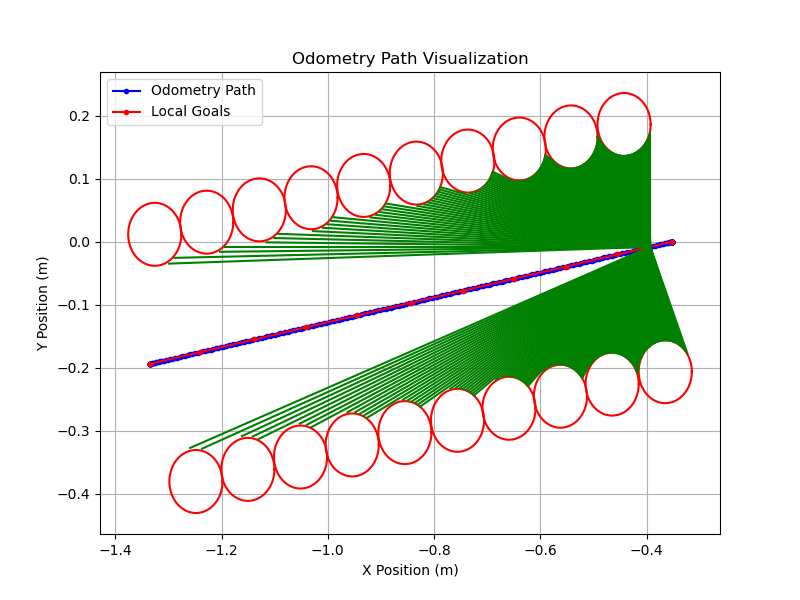 Odometry Path Visualization
Odometry Path
Local Goals
Y Position (m)
0.2
0.1
0.0
−0.1
−0.2
−0.3
−0.4
−1.4 −1.2 −1.0 −0.8 −0.6 −0.4
X Position (m)